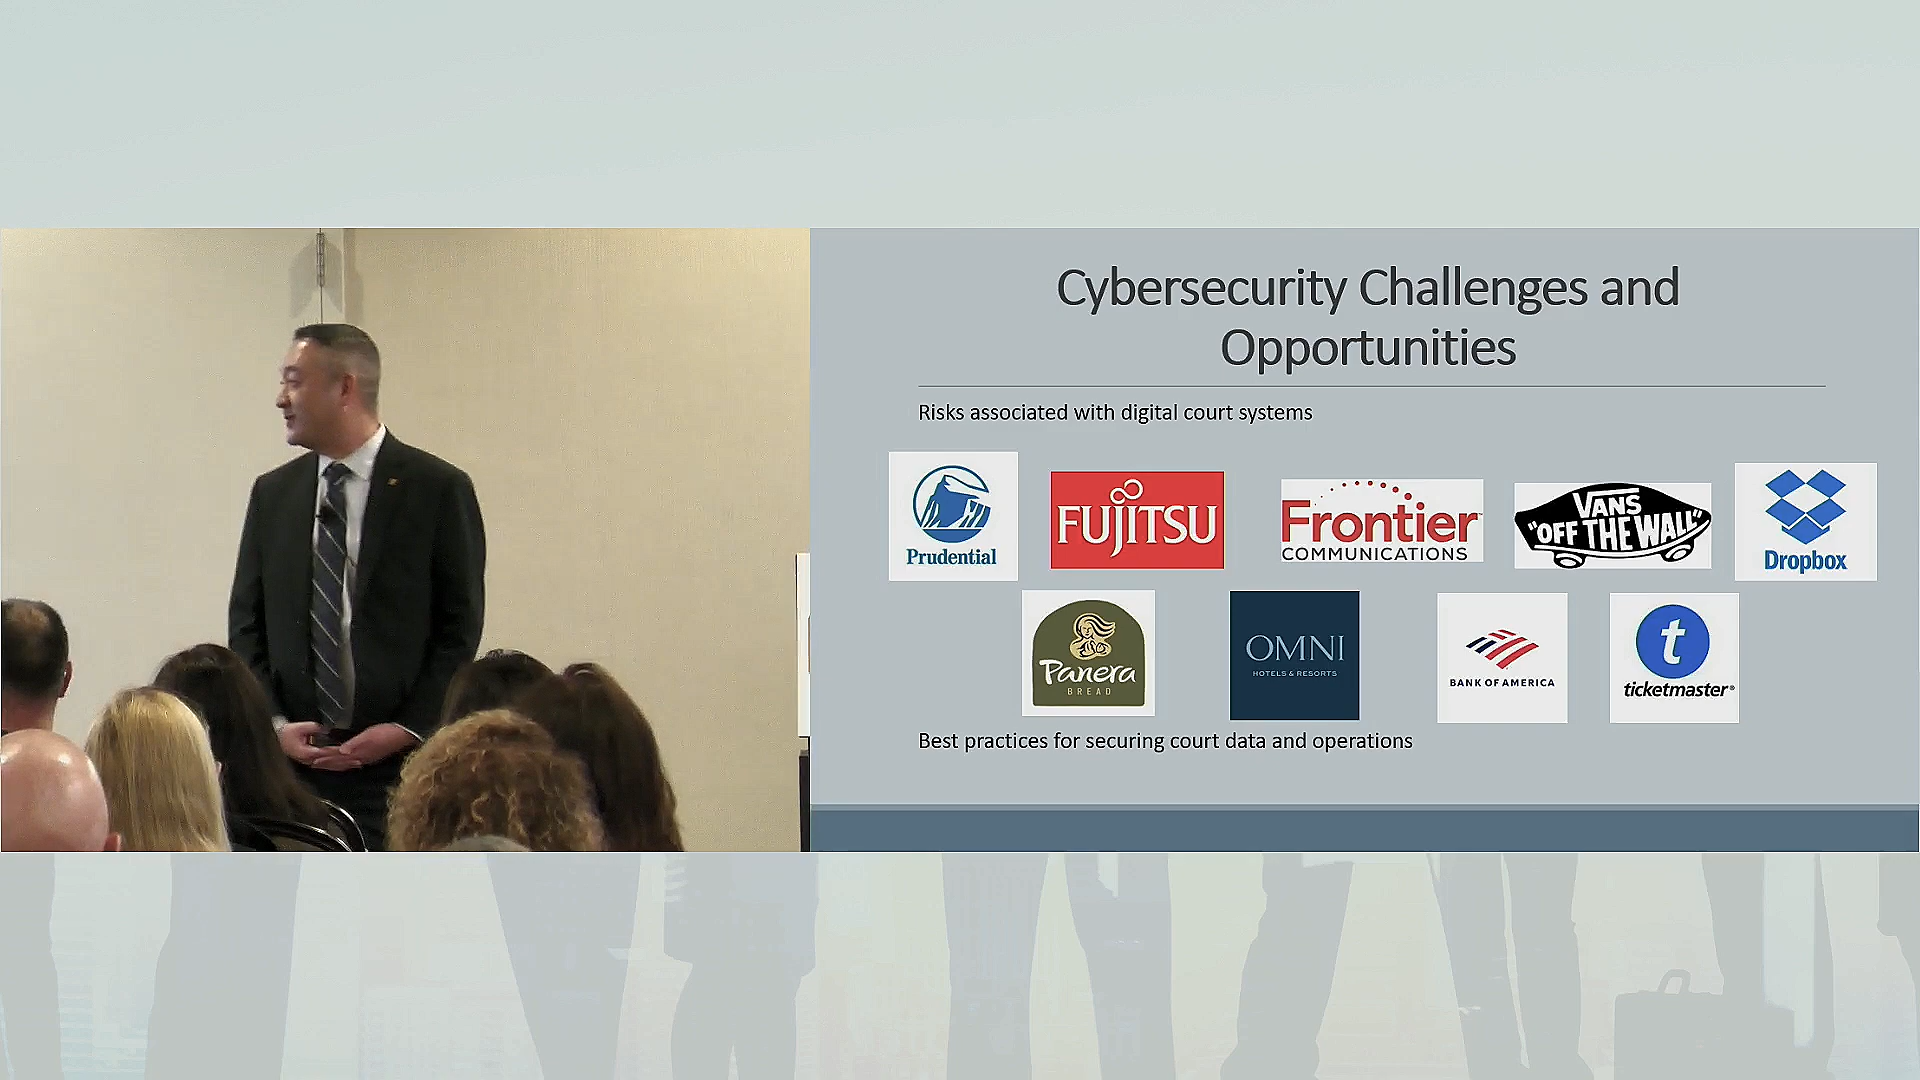 Cybersecurity Challenges and
Opportunities
Risks associated with digital court systems
Prudential
FUJITSU
Frontier
COMMUNICATIONS
VANS
"OFF THE WALL"
Dropbox
Panera
BREAD
OMNI
HOTELS & RESORTS
BANK OF AMERICA
t
ticketmaster®
Best practices for securing court data and operations